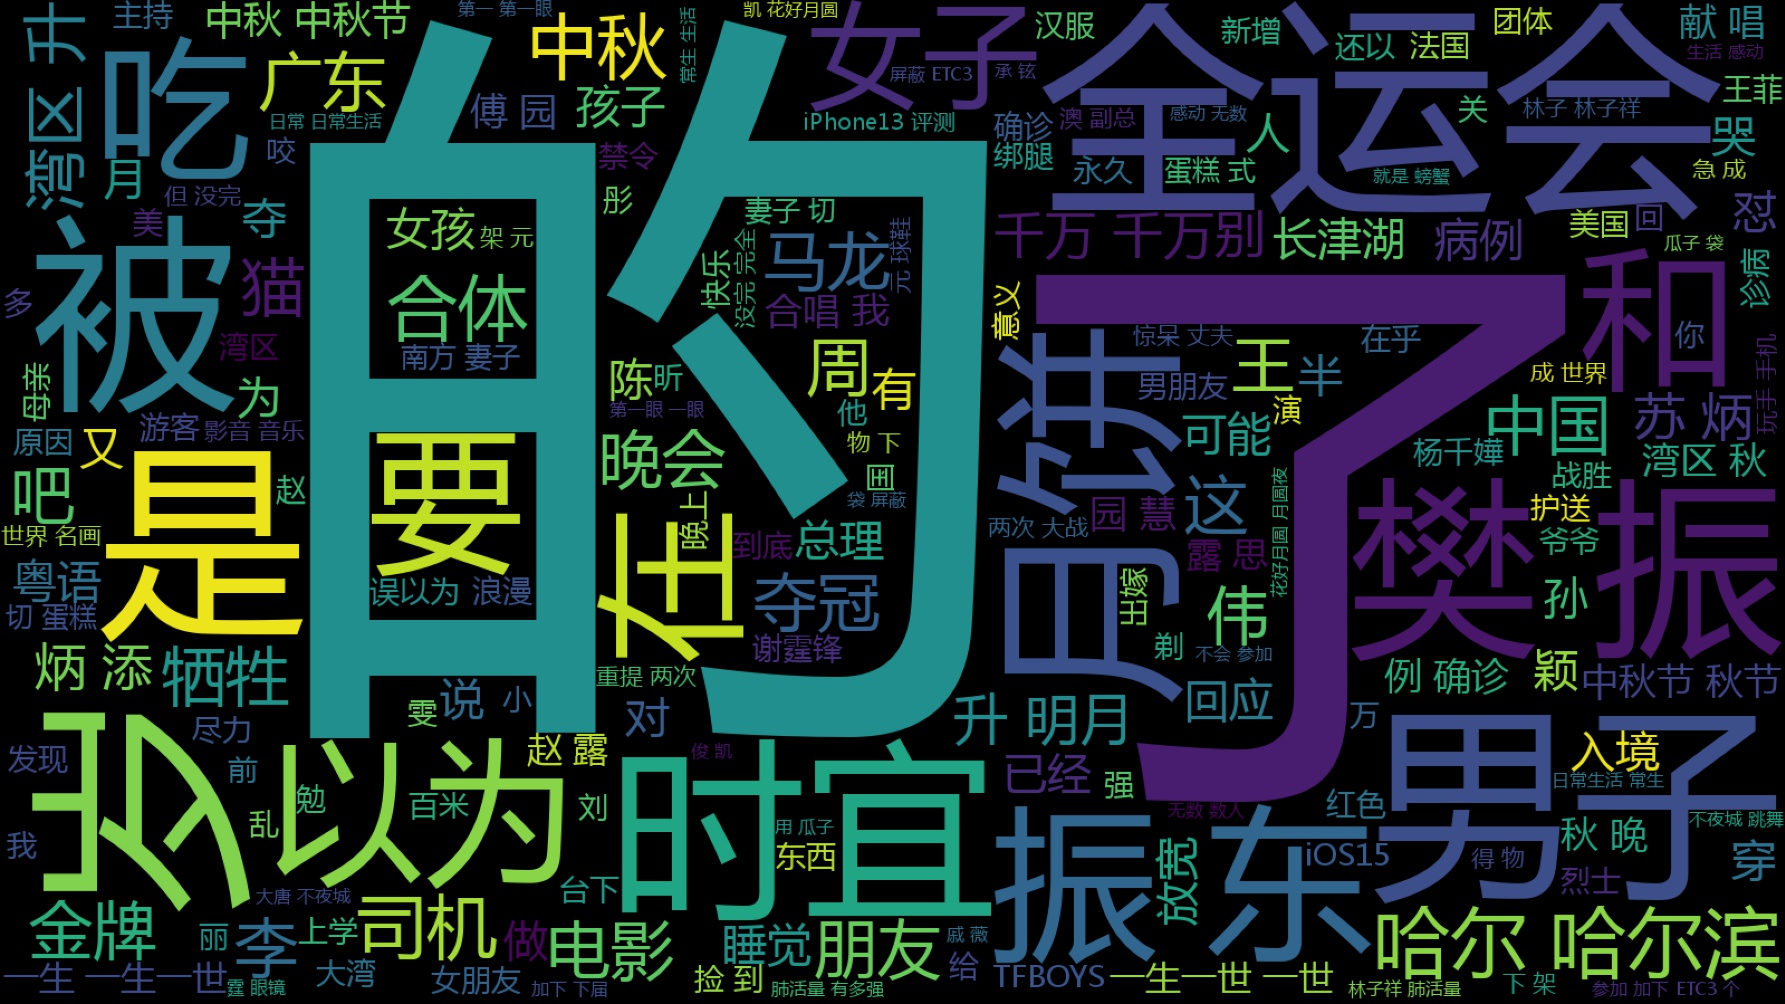 第一 第一眼
凯 花好月圆
主持
中秋 中秋节
升
湾区
吃
广东
日常 日常生活
中秋
常生 生活
女子
屏蔽 ETC3
承 铉
汉服
全运会
新增
还以
法国
团体
献 唱
生活 感动
王菲
哭
傅 园
孩子
iPhone13 评测
确诊
澳 副总
感动 无数
人
关
林子 林子祥
绑腿
永久
蛋糕 式
就是 螃蟹
急 成
咬
月
禁令
但 没完
美
夺
彤
妻子 切
千万 千万别
长津湖
病例
美国
回
怼
瓜子 袋
诊病
被
猫
女孩
架 元
合体
南方 妻子
的
快乐
没完 完全
马龙
元 球鞋
合唱 我
意义
了
和
你
多
湾区
为
母亲
游客
影音 音乐
原因
又
陈
昕
第一眼 一眼
周
有
他
物 下
月饼
惊呆 丈夫
在乎
男朋友
王
半
演
可能
成 世界
中国
苏 炳
玩手 手机
杨千嬅
战胜
湾区 秋
吧
是
赵
世界 名画
要
晚会
国
袋 屏蔽
晚上
在
到底
总理
两次 大战
园 慧
这
露 思
花好月圆 月圆夜
樊 振
护送
爷爷
粤语
切 蛋糕
误以为
浪漫
夺冠
谢霆锋
出嫁
伟
孙
剃
不会 参加
炳 添
牺牲
重提 两次
例 确诊
颖
中秋节 秋节
雯
说
小
对
升 明月
回应
万
尽力
发现
前
赵 露
俊 凯
已经
强
男子
入境
日常生活 常生
以为
勉
百米
乱
刘
时宜
无数 数人
红色
不夜城 跳舞
我
用 瓜子
东西
振 东
放宽
iOS15
秋 晚
得 物
穿
烈士
大唐 不夜城
台下
金牌
丽
李
上学
司机
做
电影
睡觉
朋友
戚 薇
哈尔 哈尔滨
一生 一生一世
霆 眼镜
大湾
女朋友
加下 下届
捡 到
肺活量 有多强
给
TFBOYS
一生一世 一世
林子祥 肺活量
下 架
参加 加下
ETC3 个